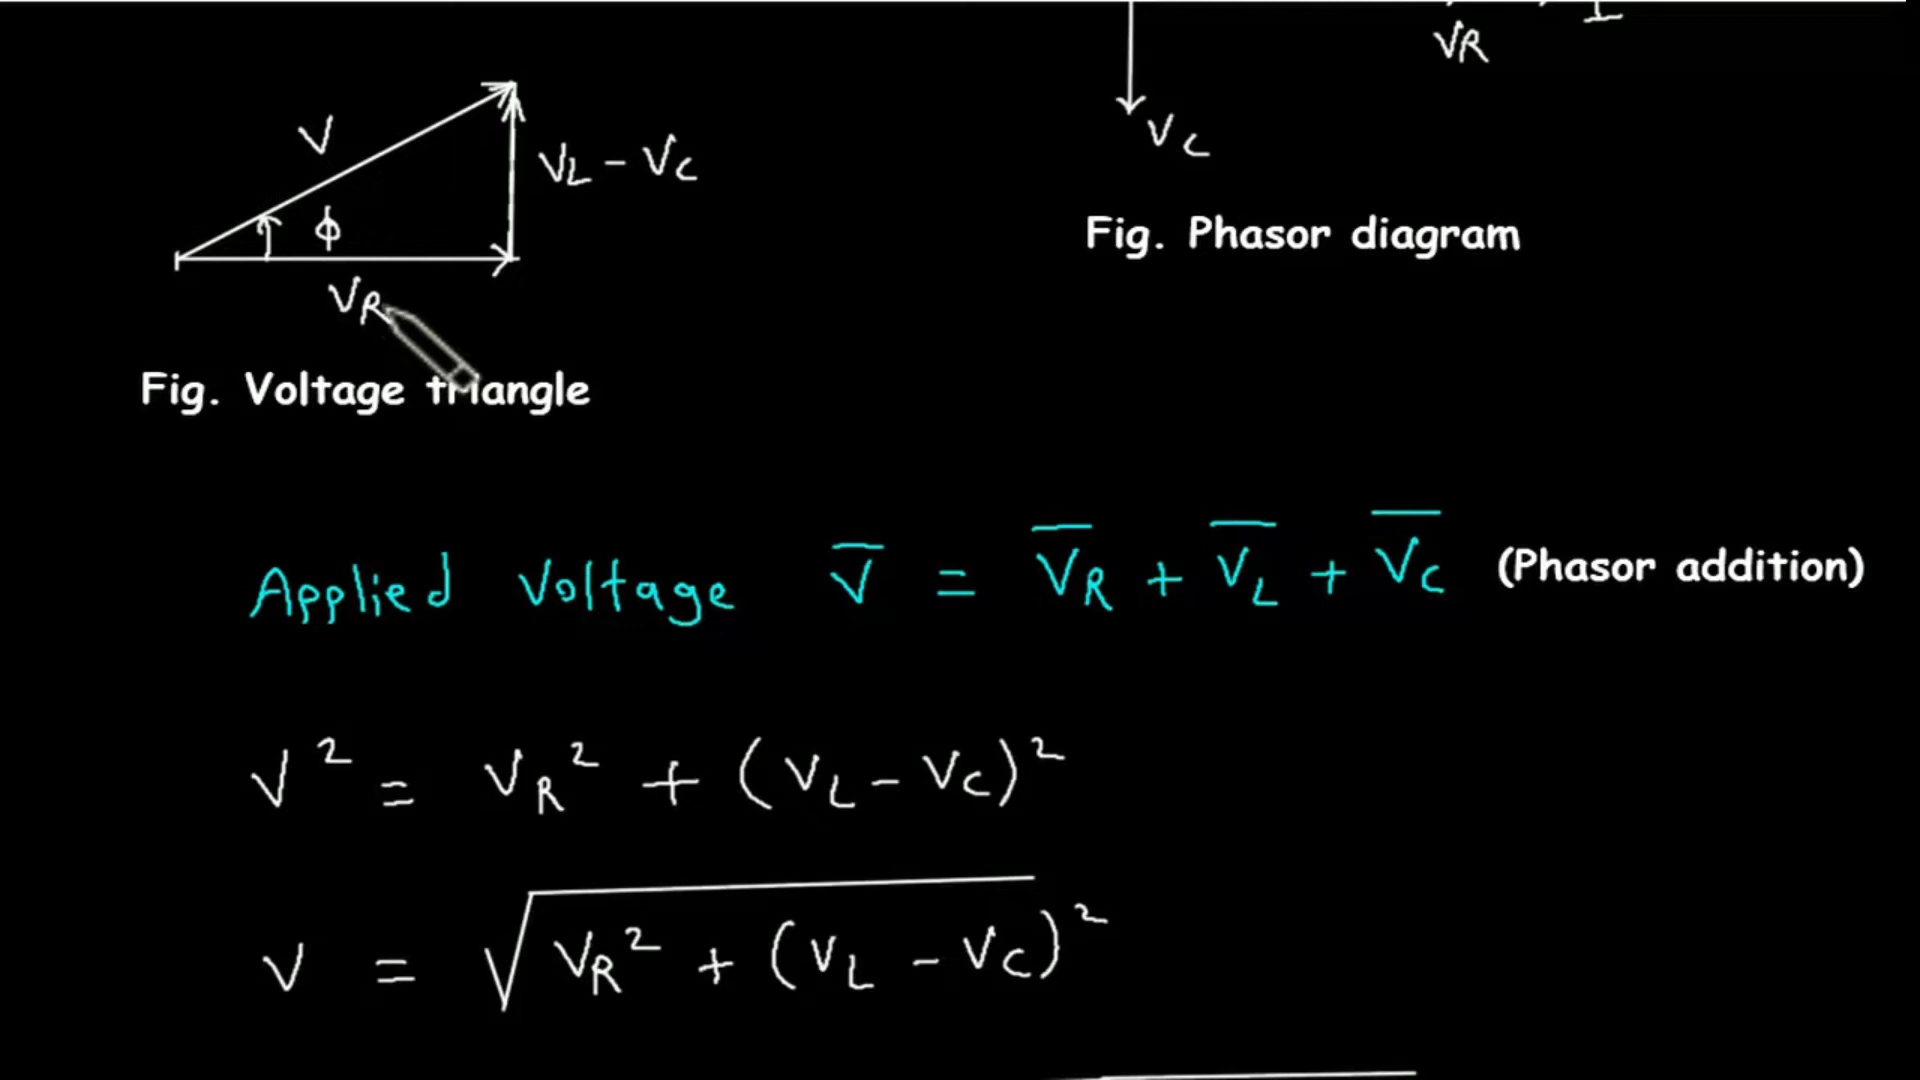 I
VR
V
VL - VC
VC
ϕ
VR
Fig. Phasor diagram
Fig. Voltage triangle
Applied Voltage V̅ = V̅R + V̅L + V̅C (Phasor addition)
V² = VR² + (VL - VC)²
V = √VR² + (VL - VC)²